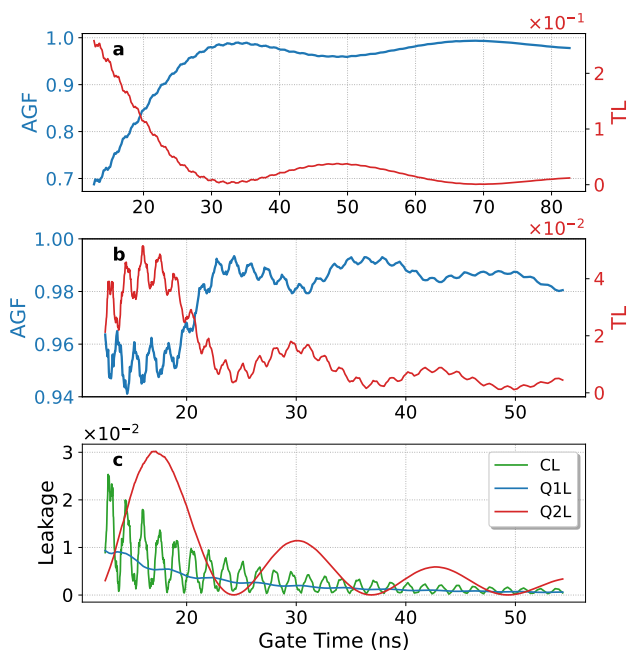 ×10⁻¹
a
1.0
0.9
0.8
0.7
AGF
2
1
0
TL
20 30 40 50 60 70 80
×10⁻²
b
1.00
0.98
0.96
0.94
AGF
4
2
0
TL
20 30 40 50
×10⁻²
c
3
2
1
0
Leakage
CL
Q1L
Q2L
20 30 40 50
Gate Time (ns)